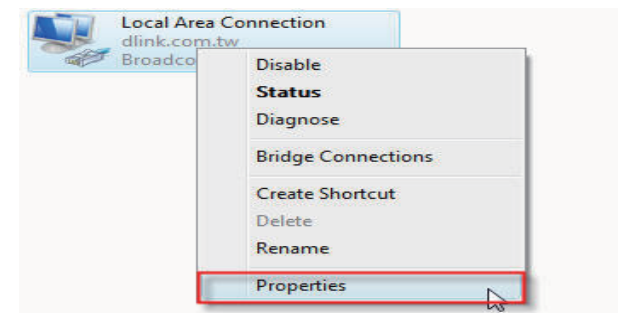 Local Area Connection
dlink.com.tw
Broadco
Disable
Status
Diagnose
Bridge Connections
Create Shortcut
Delete
Rename
Properties